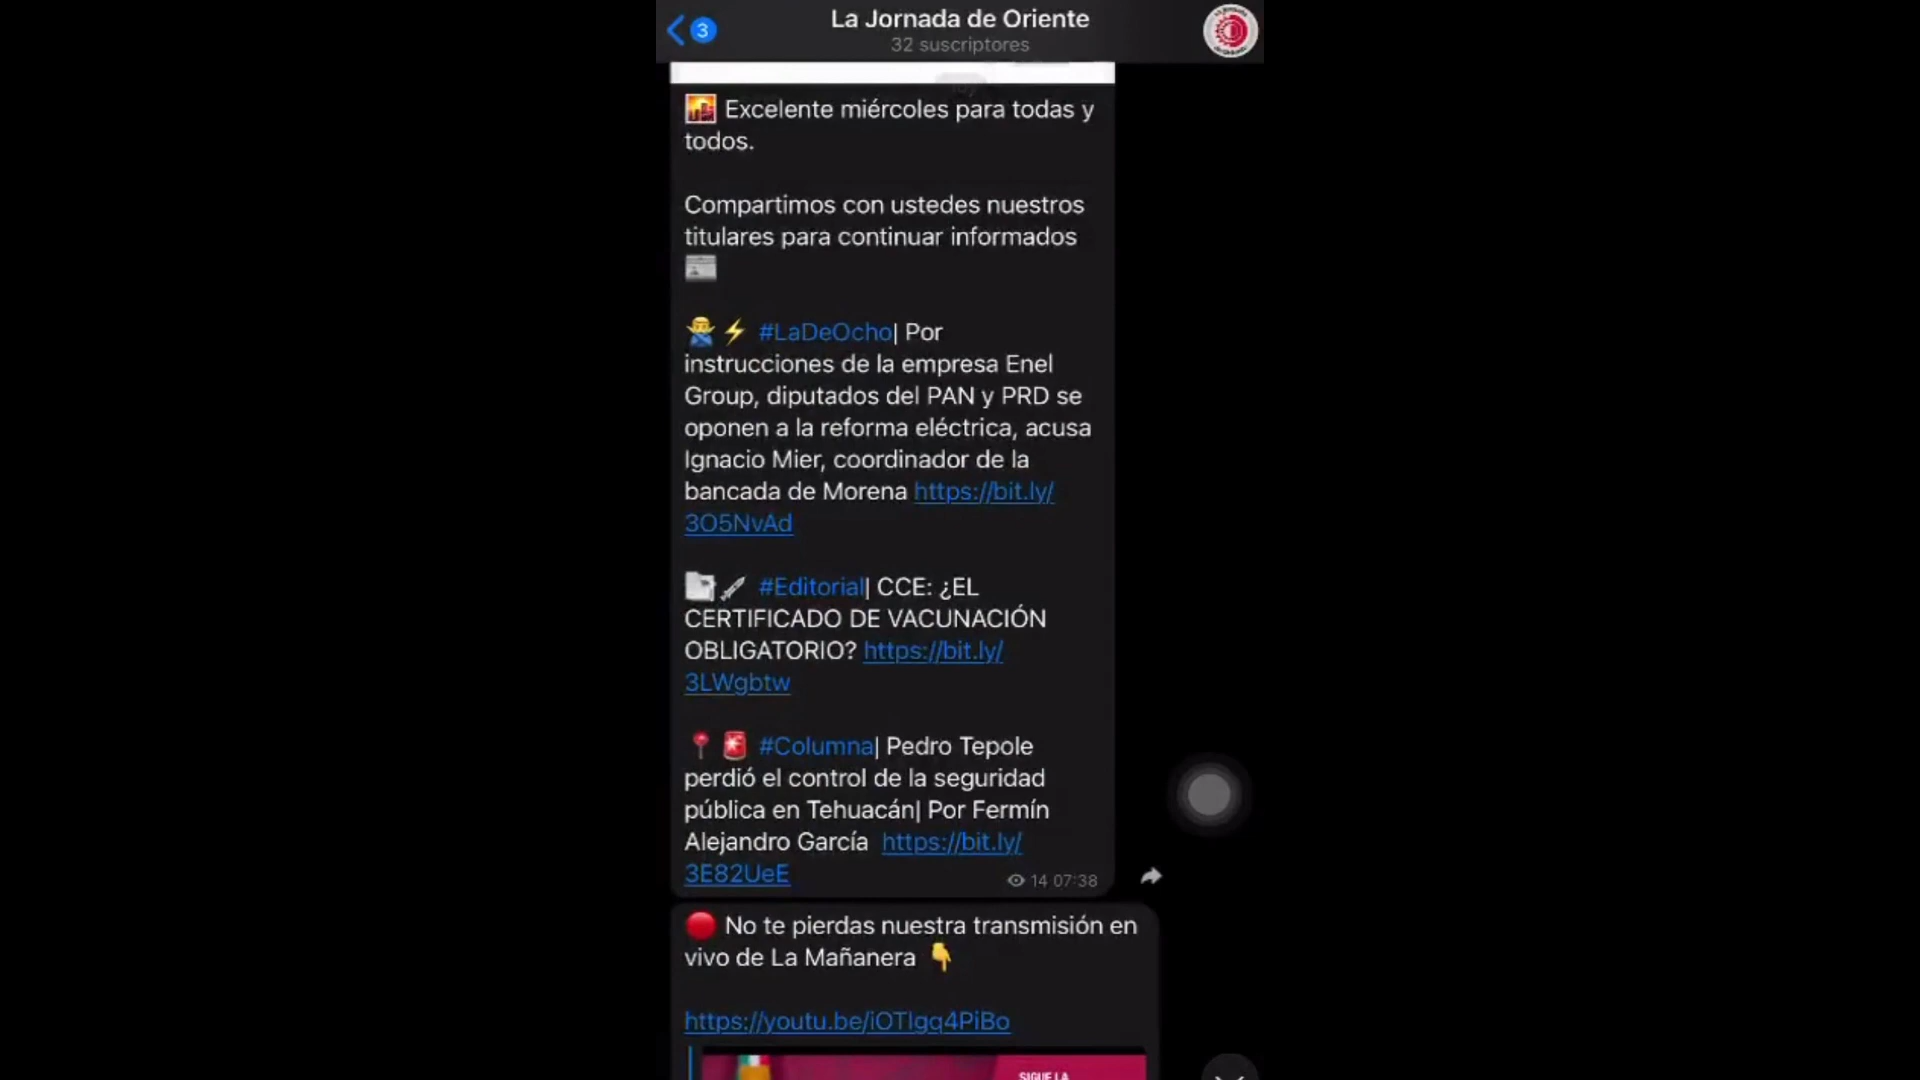 3
La Jornada de Oriente
32 suscriptores
Excelente miércoles para todas y
todos.
Compartimos con ustedes nuestros
titulares para continuar informados
#LaDeOcho| Por
instrucciones de la empresa Enel
Group, diputados del PAN y PRD se
oponen a la reforma eléctrica, acusa
Ignacio Mier, coordinador de la
bancada de Morena https://bit.ly/
3O5NvAd
#Editorial| CCE: ¿EL
CERTIFICADO DE VACUNACIÓN
OBLIGATORIO? https://bit.ly/
3LWgbtw
#Columna| Pedro Tepole
perdió el control de la seguridad
pública en Tehuacán| Por Fermín
Alejandro García https://bit.ly/
3E82UeE
14 07:38
No te pierdas nuestra transmisión en
vivo de La Mañanera
https://youtu.be/iOTlgq4PiBo
SIGUE LA